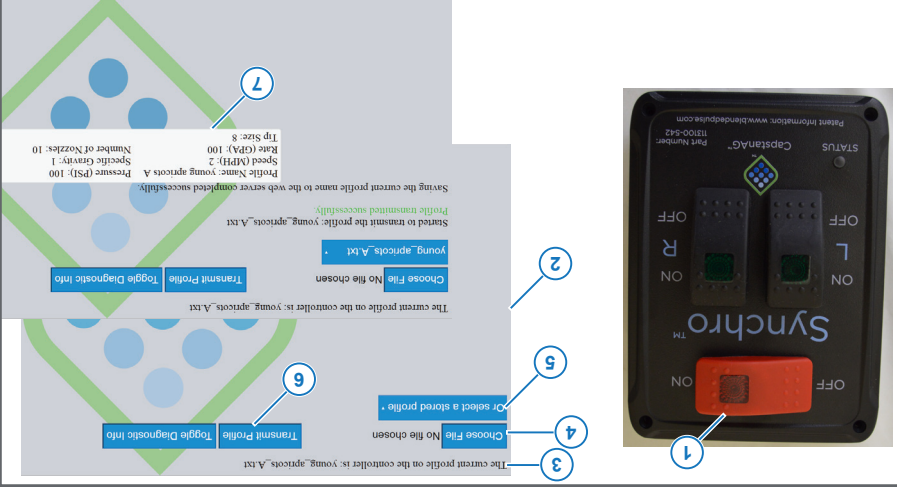 1
OFF
ON
Synchro™
ON
L
OFF
ON
R
OFF
STATUS
CapstanAG™
Part Number:
113100-542
Patent Information: www.blendedpulse.com
3
The current profile on the controller is: young_apricots_A.txt
4
Choose File No file chosen
6
Transmit Profile
Toggle Diagnostic Info
5
Or select a stored profile
2
The current profile on the controller is: young_apricots_A.txt
Choose File No file chosen
Transmit Profile
Toggle Diagnostic Info
young_apricots_A.txt
Started to transmit the profile: young_apricots_A.txt
Profile transmitted successfully.
Saving the current profile name to the web server completed successfully.
Profile Name: young apricots A Pressure (PSI): 100
Speed (MPH): 2 Specific Gravity: 1
Rate (GPA): 100 Number of Nozzles: 10
Tip Size: 8
7